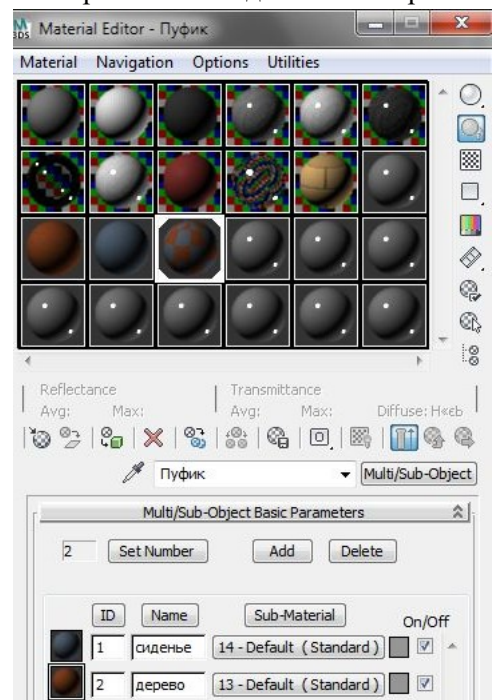 Material Editor - Пуфик
Material Navigation Options Utilities
Reflectance Transmittance
Avg: Max: Avg: Max: Diffuse:
Пуфик Multi/Sub-Object
Multi/Sub-Object Basic Parameters
2 Set Number Add Delete
ID Name Sub-Material On/Off
1 сиденье 14 - Default ( Standard )
2 дерево 13 - Default ( Standard )